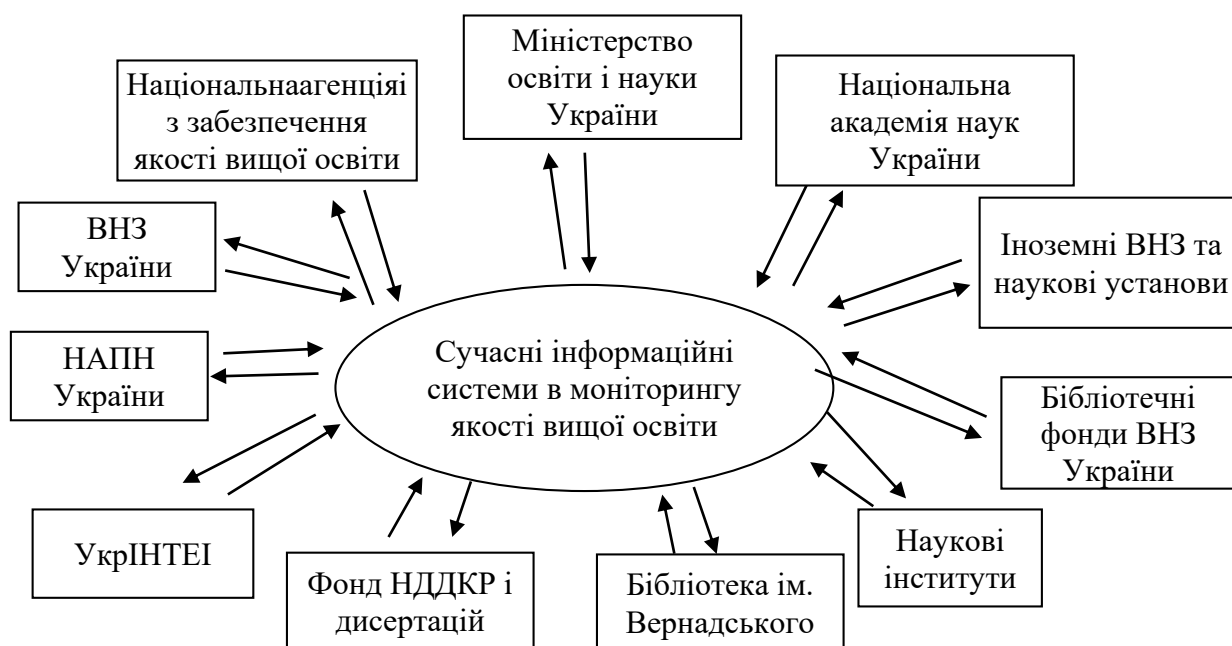 Міністерство
освіти і науки
України
Національнаагенціяі
з забезпечення
якості вищої освіти
Національна
академія наук
України
ВНЗ
України
Іноземні ВНЗ та
наукові установи
НАПН
України
Сучасні інформаційні
системи в моніторингу
якості вищої освіти
Бібліотечні
фонди ВНЗ
України
УкрІНТЕІ
Фонд НДДКР і
дисертацій
Бібліотека ім.
Вернадського
Наукові
інститути